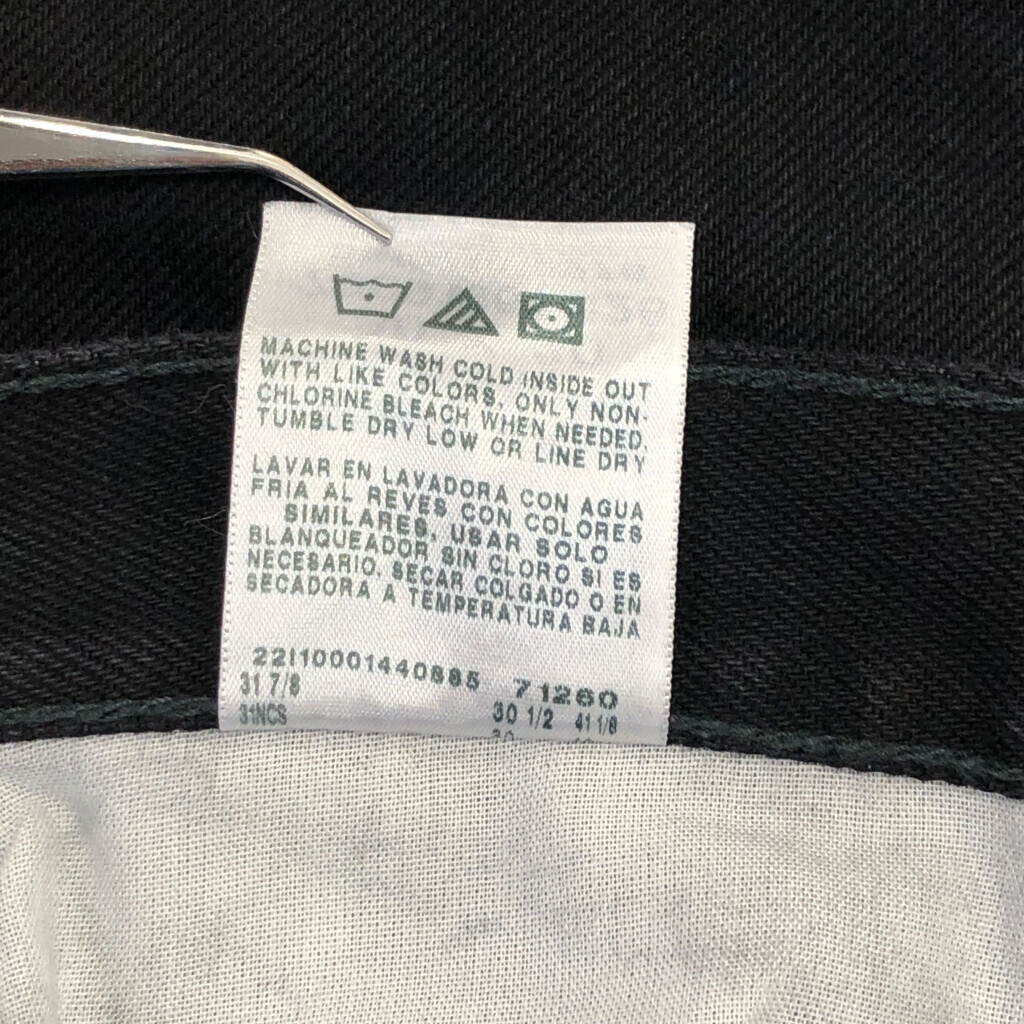 MACHINE WASH COLD INSIDE OUT
WITH LIKE COLORS. ONLY NON-
CHLORINE BLEACH WHEN NEEDED.
TUMBLE DRY LOW OR LINE DRY
LAVAR EN LAVADORA CON AGUA
FRIA AL REVES CON COLORES
SIMILARES. USAR SOLO
BLANQUEADOR SIN CLORO SI ES
NECESARIO. SECAR COLGADO O EN
SECADORA A TEMPERATURA BAJA
22110001440885 71260
31 7/8
31NCS 30 1/2 41 1/8